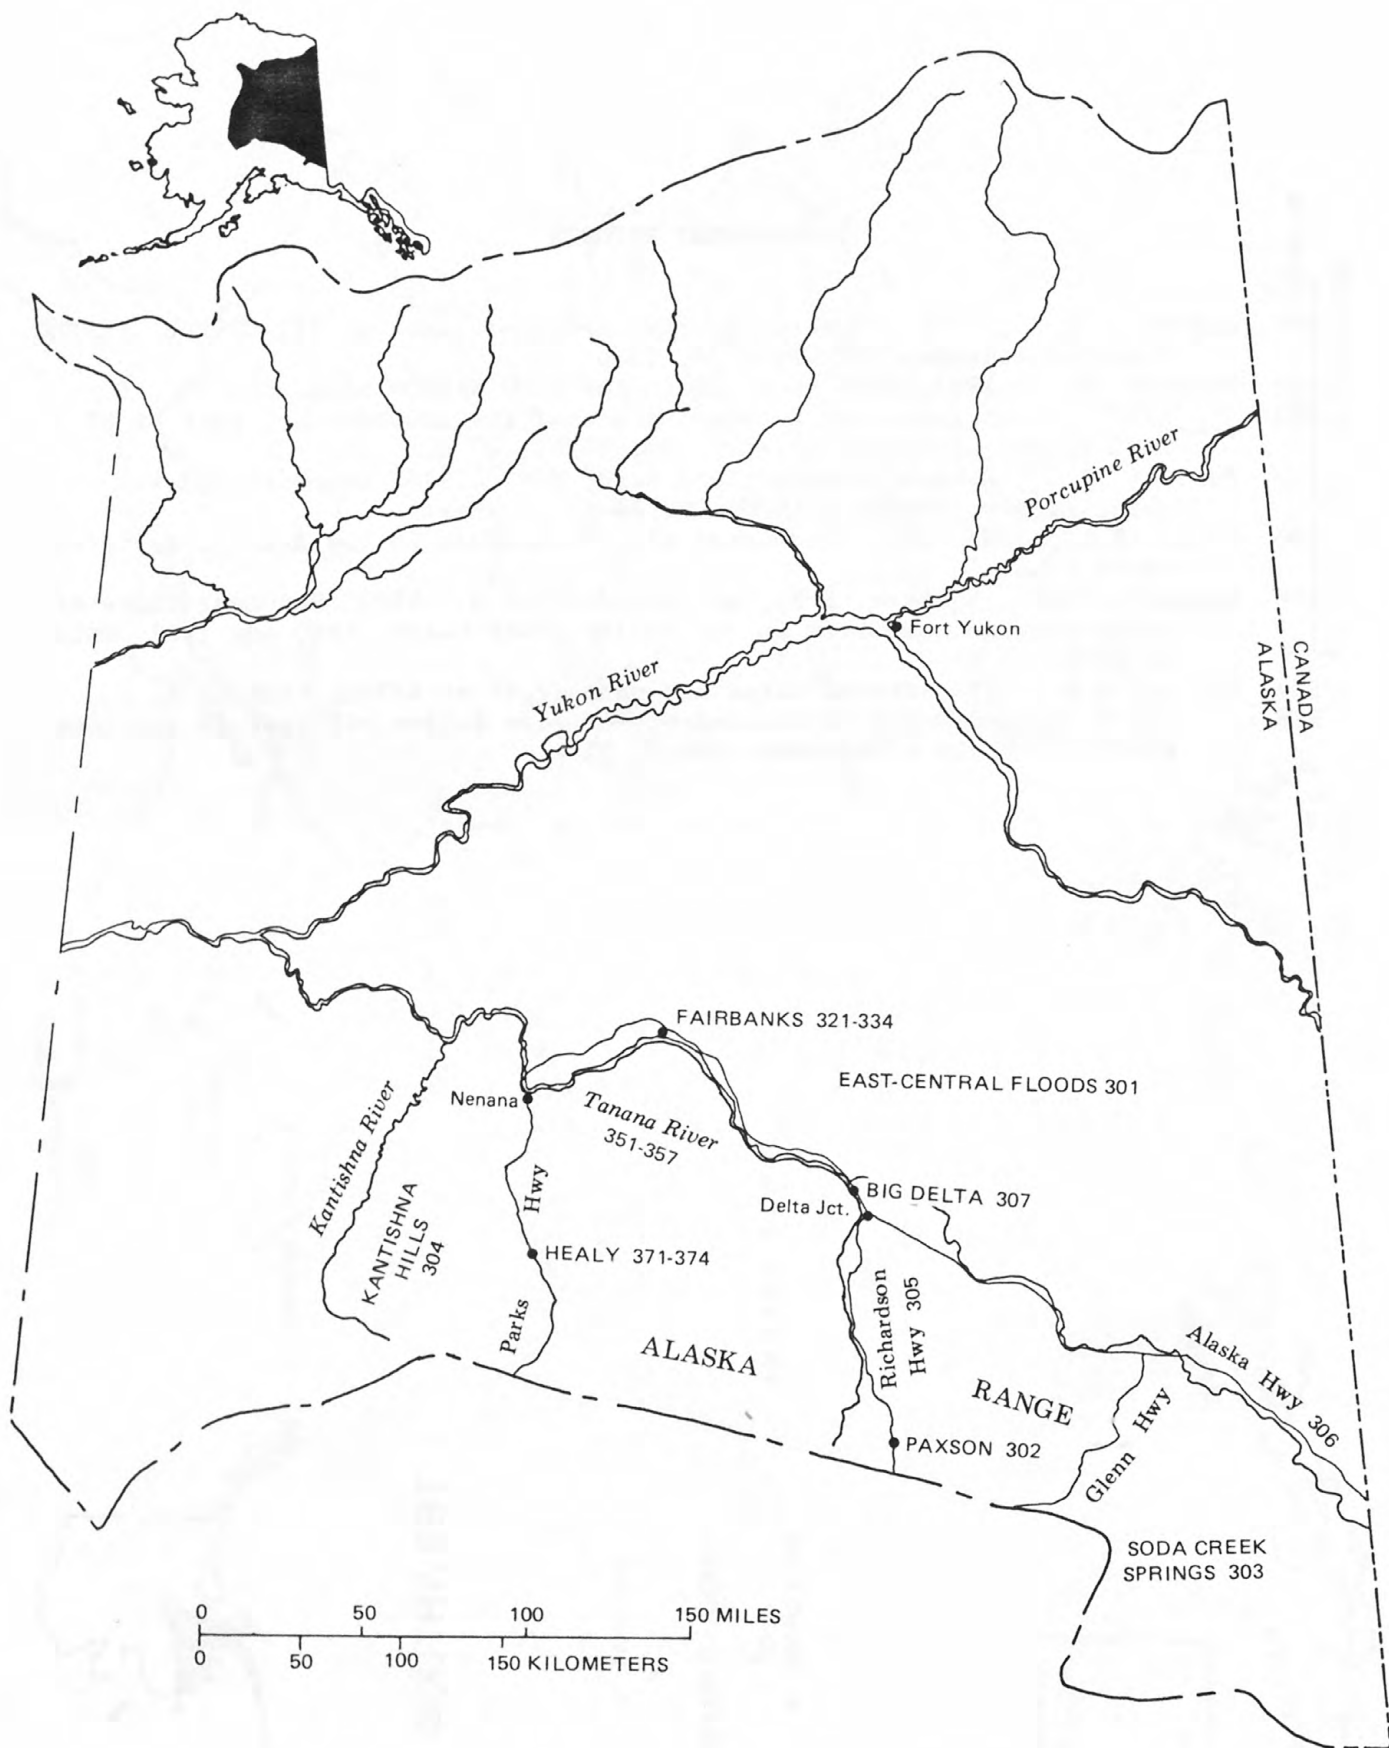 Porcupine River
Fort Yukon
CANADA
ALASKA
Yukon River
FAIRBANKS 321-334
EAST-CENTRAL FLOODS 301
Nenana
Tanana River
351-357
Kantishna River
KANTISHNA
HILLS
304
Hwy
BIG DELTA 307
Delta Jct.
HEALY 371-374
Parks
Richardson
Hwy 305
ALASKA
RANGE
Alaska Hwy 306
Glenn Hwy
PAXSON 302
SODA CREEK
SPRINGS 303
0 50 100 150 MILES
0 50 100 150 KILOMETERS